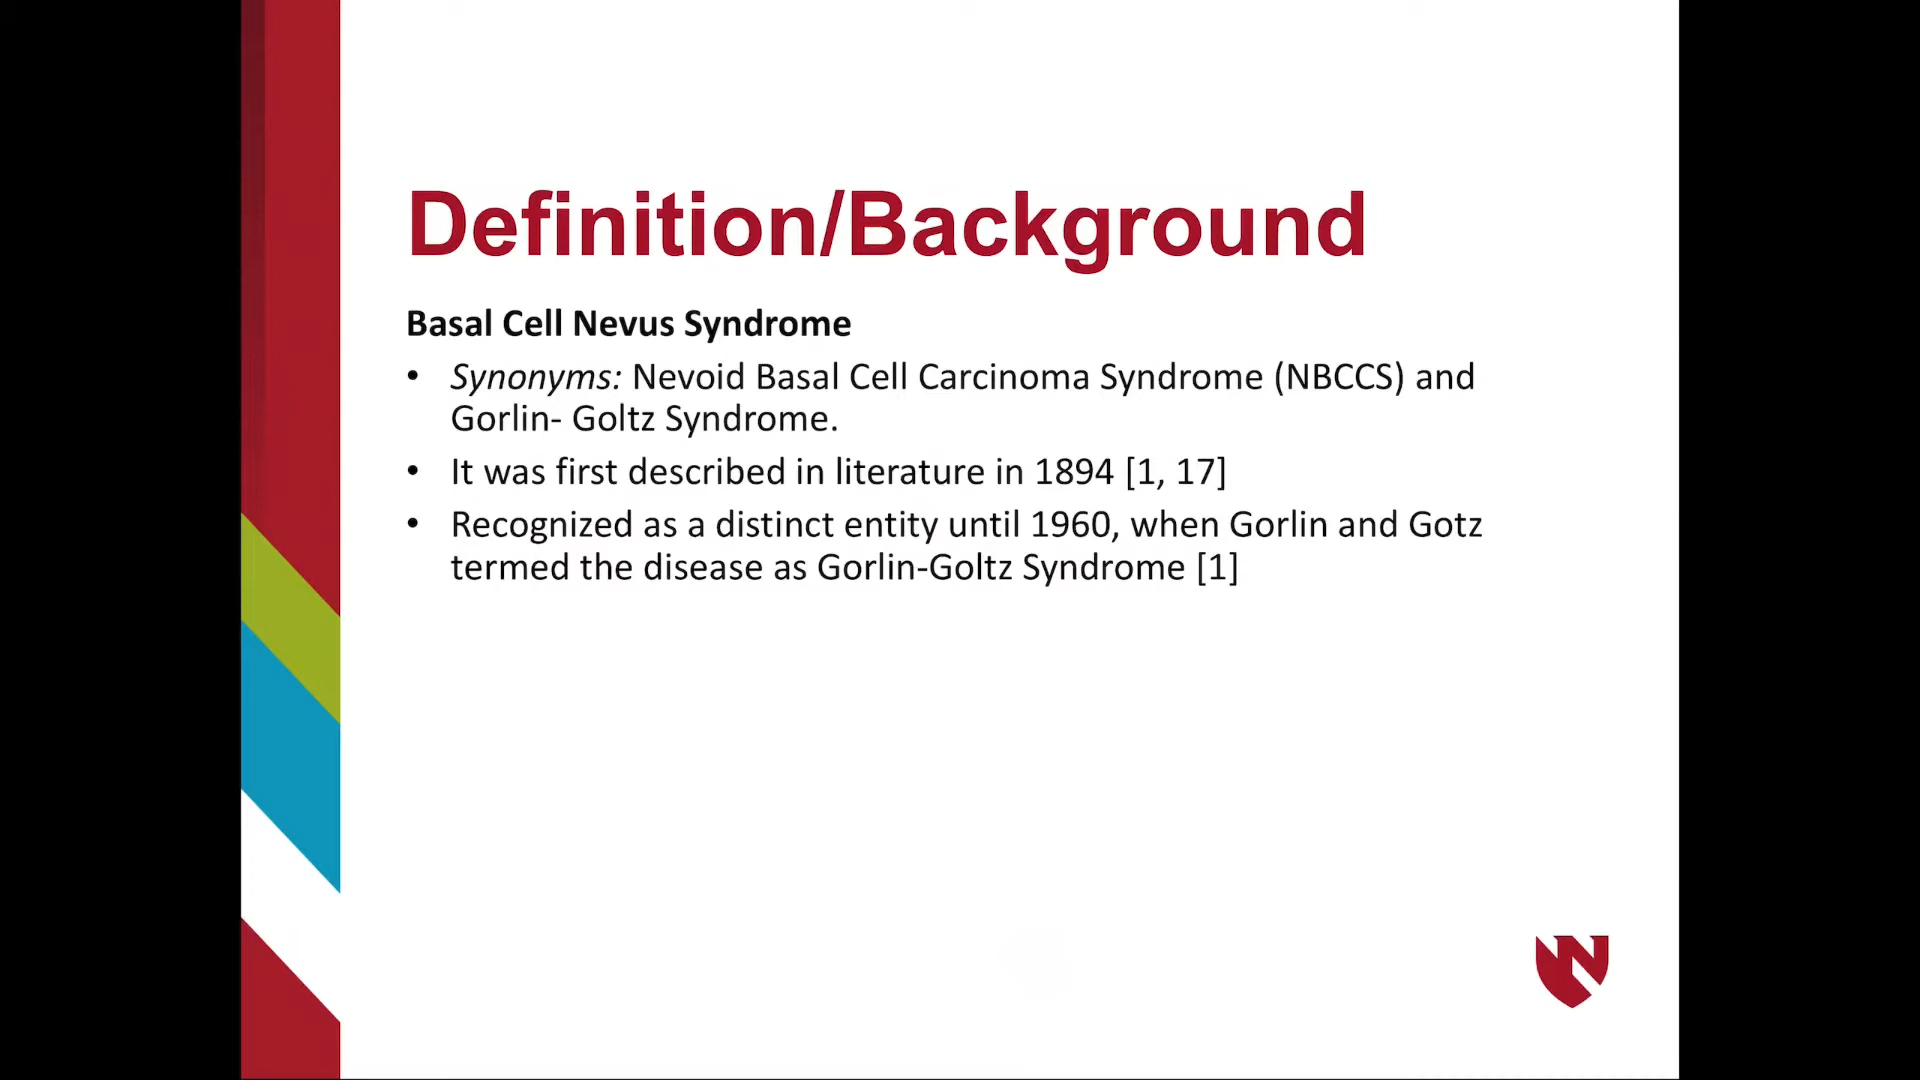 Definition/Background
Basal Cell Nevus Syndrome
• Synonyms: Nevoid Basal Cell Carcinoma Syndrome (NBCCS) and
Gorlin- Goltz Syndrome.
• It was first described in literature in 1894 [1, 17]
• Recognized as a distinct entity until 1960, when Gorlin and Gotz
termed the disease as Gorlin-Goltz Syndrome [1]